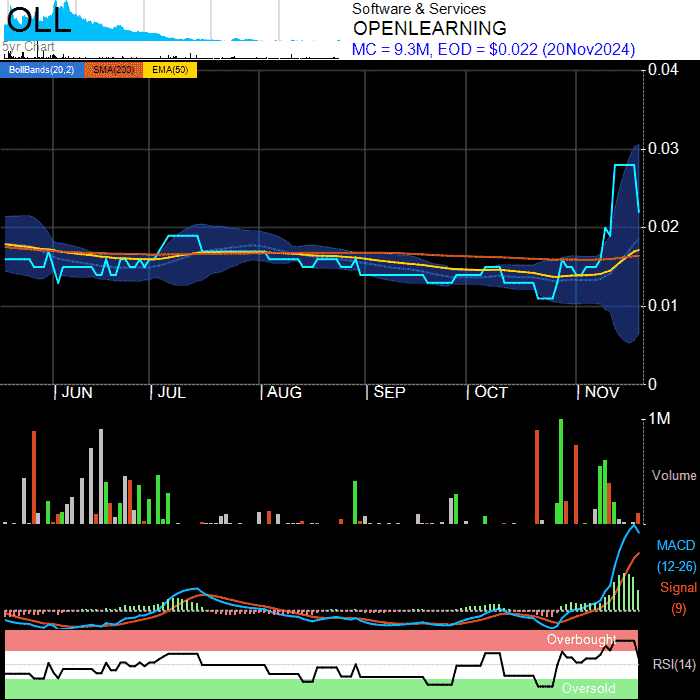 OLL
Software & Services
OPENLEARNING
MC = 9.3M, EOD = $0.022 (20Nov2024)
5yr Chart
BollBands(20,2) SMA(200) EMA(50)
0.04
0.03
0.02
0.01
0
JUN JUL AUG SEP OCT NOV
1M
Volume
MACD
(12-26)
Signal
(9)
Overbought
RSI(14)
Oversold